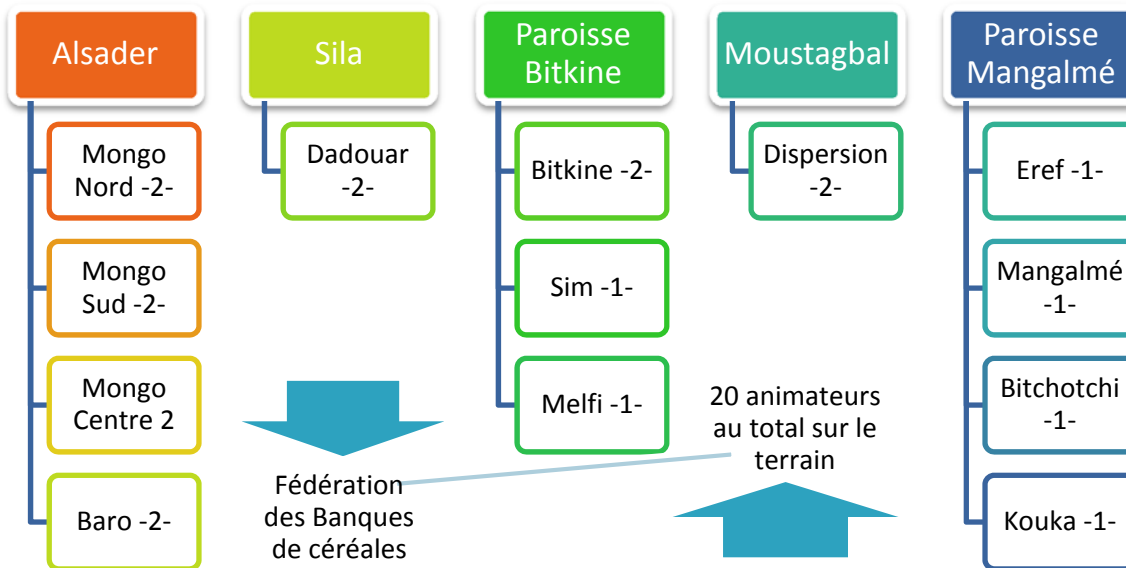 Alsader
Mongo
Nord -2-
Mongo
Sud -2-
Mongo
Centre 2
Baro -2-
Sila
Dadouar
-2-
Paroisse
Bitkine
Bitkine -2-
Sim -1-
Melfi -1-
Moustagbal
Dispersion
-2-
Paroisse
Mangalmé
Eref -1-
Mangalmé
-1-
Bitchotchi
-1-
Kouka -1-
Fédération
des Banques
de céréales
20 animateurs
au total sur le
terrain